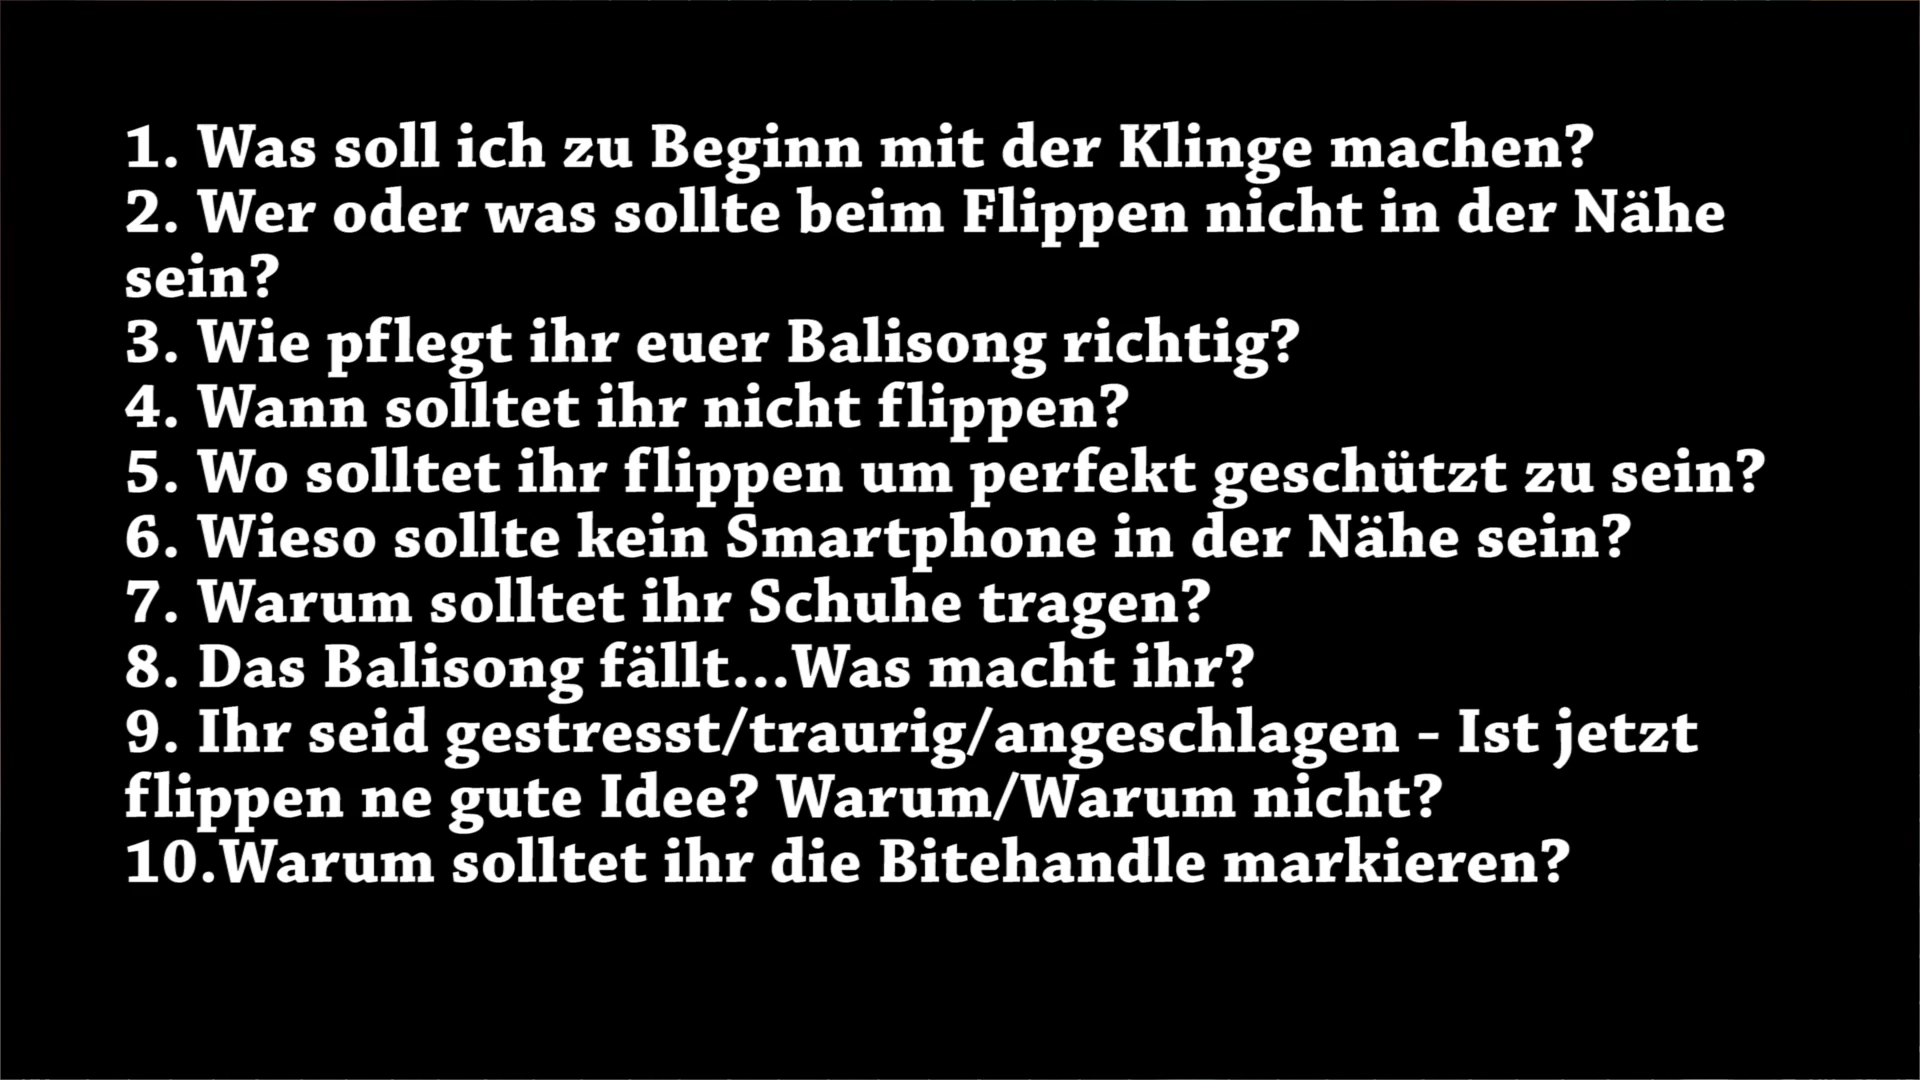 1. Was soll ich zu Beginn mit der Klinge machen?
2. Wer oder was sollte beim Flippen nicht in der Nähe
sein?
3. Wie pflegt ihr euer Balisong richtig?
4. Wann solltet ihr nicht flippen?
5. Wo solltet ihr flippen um perfekt geschützt zu sein?
6. Wieso sollte kein Smartphone in der Nähe sein?
7. Warum solltet ihr Schuhe tragen?
8. Das Balisong fällt...Was macht ihr?
9. Ihr seid gestresst/traurig/angeschlagen - Ist jetzt
flippen ne gute Idee? Warum/Warum nicht?
10.Warum solltet ihr die Bitehandle markieren?